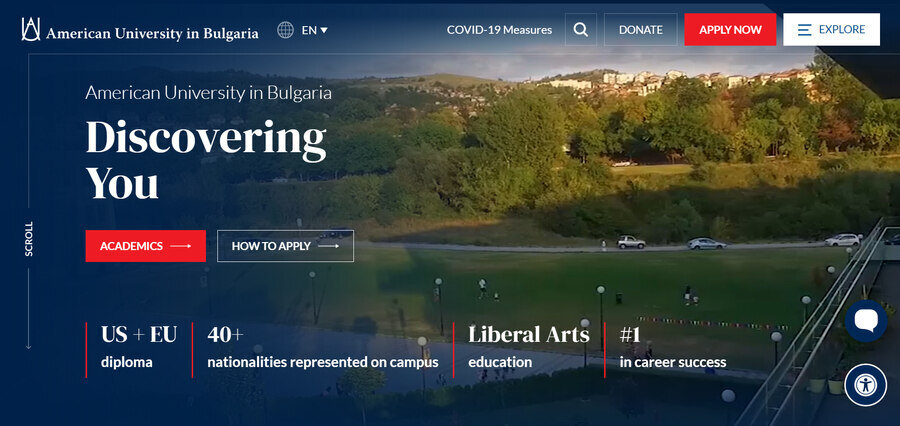 American University in Bulgaria
EN
COVID-19 Measures
DONATE
APPLY NOW
EXPLORE
American University in Bulgaria
Discovering
You
ACADEMICS
HOW TO APPLY
SCROLL
US + EU
diploma
40+
nationalities represented on campus
Liberal Arts
education
#1
in career success